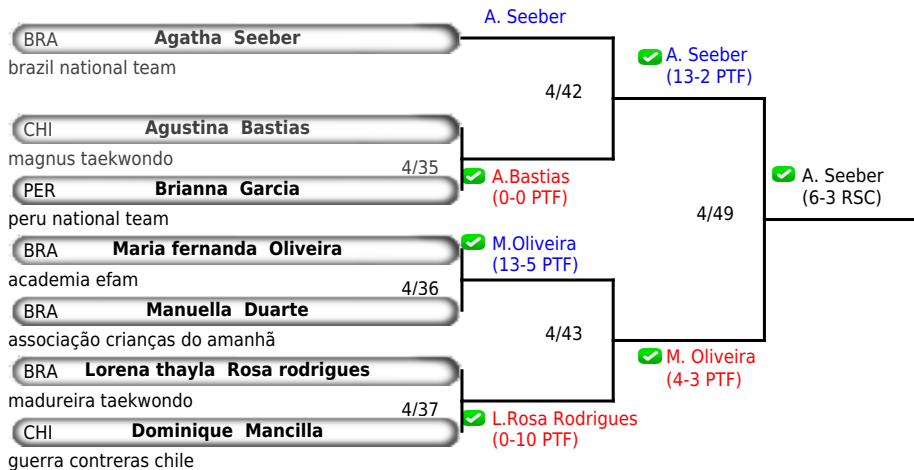 A. Seeber
BRA Agatha Seeber
brazil national team
A. Seeber
(13-2 PTF)
4/42
CHI Agustina Bastias
magnus taekwondo
4/35
PER Brianna Garcia
peru national team
A.Bastias
(0-0 PTF)
A. Seeber
(6-3 RSC)
4/49
BRA Maria fernanda Oliveira
academia efam
M.Oliveira
(13-5 PTF)
4/36
BRA Manuella Duarte
associação crianças do amanhã
4/43
M. Oliveira
(4-3 PTF)
BRA Lorena thayla Rosa rodrigues
madureira taekwondo
4/37
CHI Dominique Mancilla
guerra contreras chile
L.Rosa Rodrigues
(0-10 PTF)